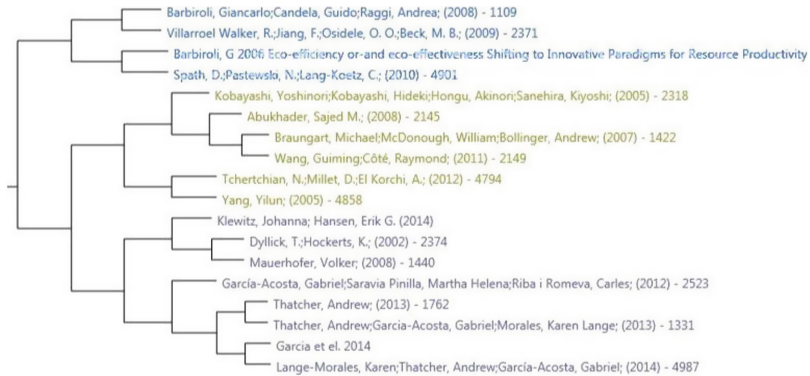 Barbiroli, Giancarlo;Candela, Guido;Raggi, Andrea; (2008) - 1109
Villarroel Walker, R.;Jiang, F.;Osidele, O. O.;Beck, M. B.; (2009) - 2371
Barbiroli, G 2006 Eco-efficiency or-and eco-effectiveness Shifting to Innovative Paradigms for Resource Productivity
Spath, D.;Pastewski, N.;Lang-Koetz, C.; (2010) - 4901
Kobayashi, Yoshinori;Kobayashi, Hideki;Hongu, Akinori;Sanehira, Kiyoshi; (2005) - 2318
Abukhader, Sajed M.; (2008) - 2145
Braungart, Michael;McDonough, William;Bollinger, Andrew; (2007) - 1422
Wang, Guiming;Côté, Raymond; (2011) - 2149
Tchertchian, N.;Millet, D.;El Korchi, A.; (2012) - 4794
Yang, Yilun; (2005) - 4858
Klewitz, Johanna; Hansen, Erik G. (2014)
Dyllick, T.;Hockerts, K.; (2002) - 2374
Mauerhofer, Volker; (2008) - 1440
García-Acosta, Gabriel;Saravia Pinilla, Martha Helena;Riba i Romeva, Carles; (2012) - 2523
Thatcher, Andrew; (2013) - 1762
Thatcher, Andrew;Garcia-Acosta, Gabriel;Morales, Karen Lange; (2013) - 1331
Garcia et el. 2014
Lange-Morales, Karen;Thatcher, Andrew;García-Acosta, Gabriel; (2014) - 4987